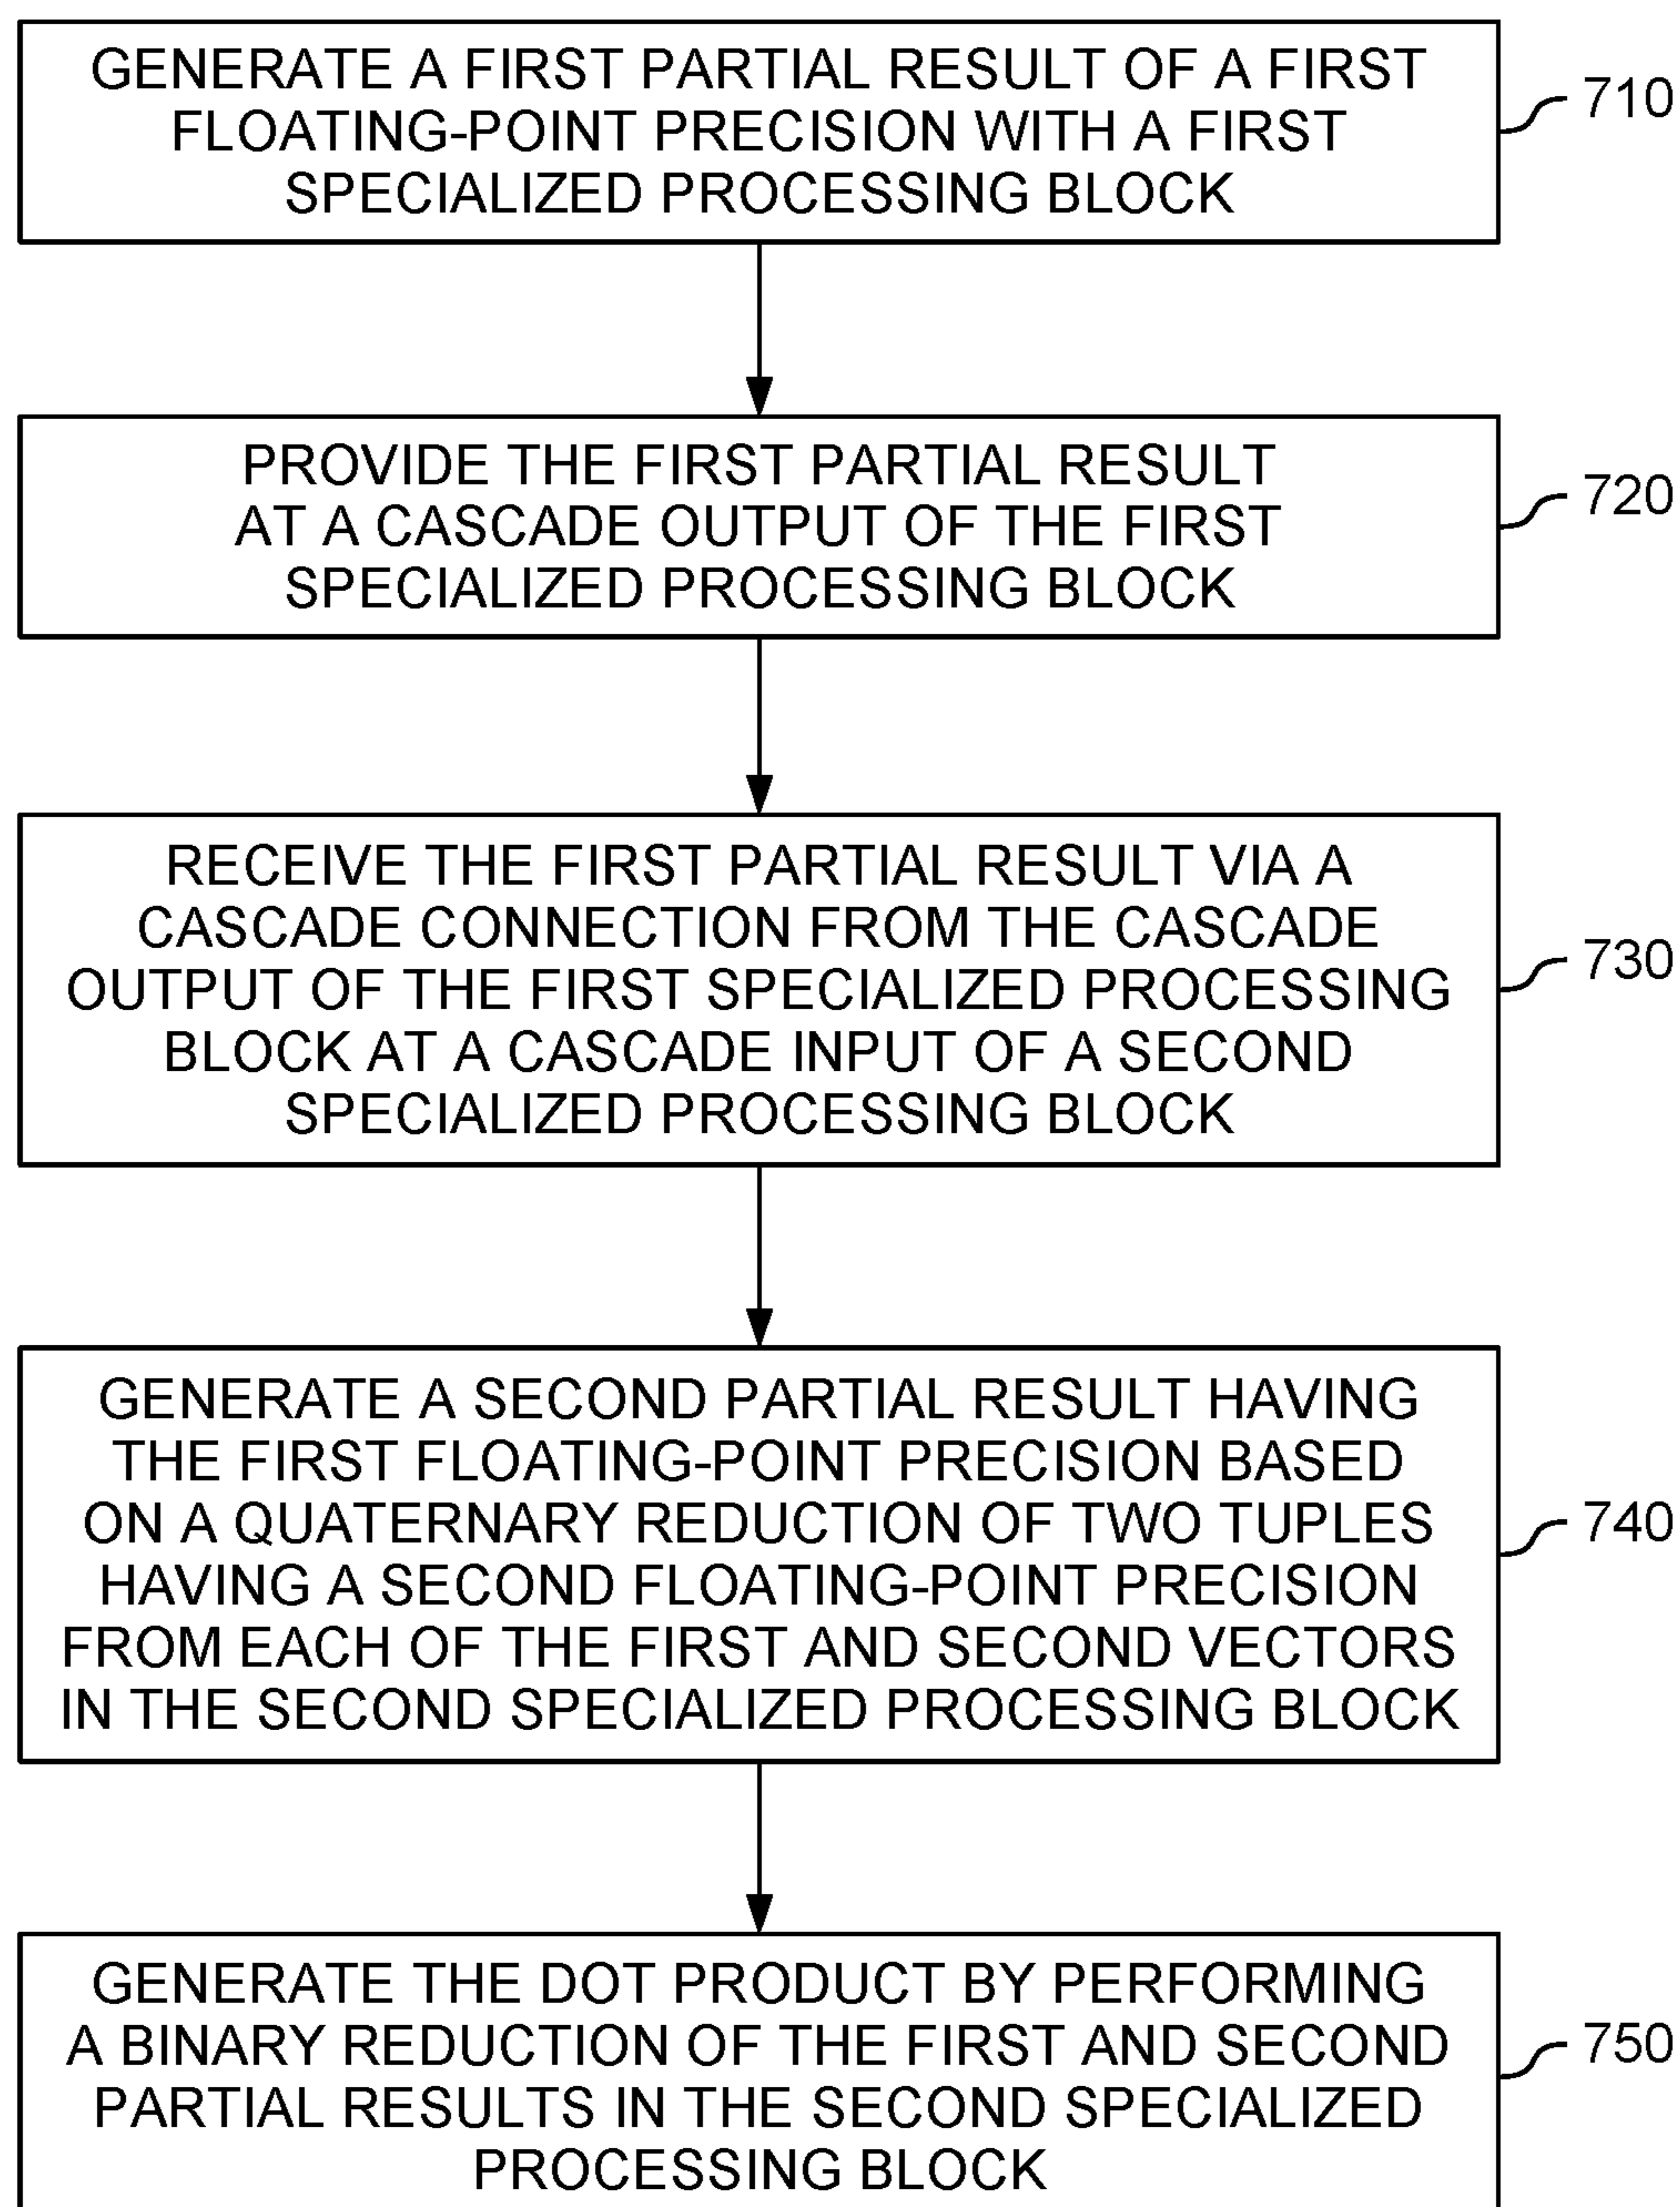 GENERATE A FIRST PARTIAL RESULT OF A FIRST
FLOATING-POINT PRECISION WITH A FIRST
SPECIALIZED PROCESSING BLOCK
710
PROVIDE THE FIRST PARTIAL RESULT
AT A CASCADE OUTPUT OF THE FIRST
SPECIALIZED PROCESSING BLOCK
720
RECEIVE THE FIRST PARTIAL RESULT VIA A
CASCADE CONNECTION FROM THE CASCADE
OUTPUT OF THE FIRST SPECIALIZED PROCESSING
BLOCK AT A CASCADE INPUT OF A SECOND
SPECIALIZED PROCESSING BLOCK
730
GENERATE A SECOND PARTIAL RESULT HAVING
THE FIRST FLOATING-POINT PRECISION BASED
ON A QUATERNARY REDUCTION OF TWO TUPLES
HAVING A SECOND FLOATING-POINT PRECISION
FROM EACH OF THE FIRST AND SECOND VECTORS
IN THE SECOND SPECIALIZED PROCESSING BLOCK
740
GENERATE THE DOT PRODUCT BY PERFORMING
A BINARY REDUCTION OF THE FIRST AND SECOND
PARTIAL RESULTS IN THE SECOND SPECIALIZED
PROCESSING BLOCK
750